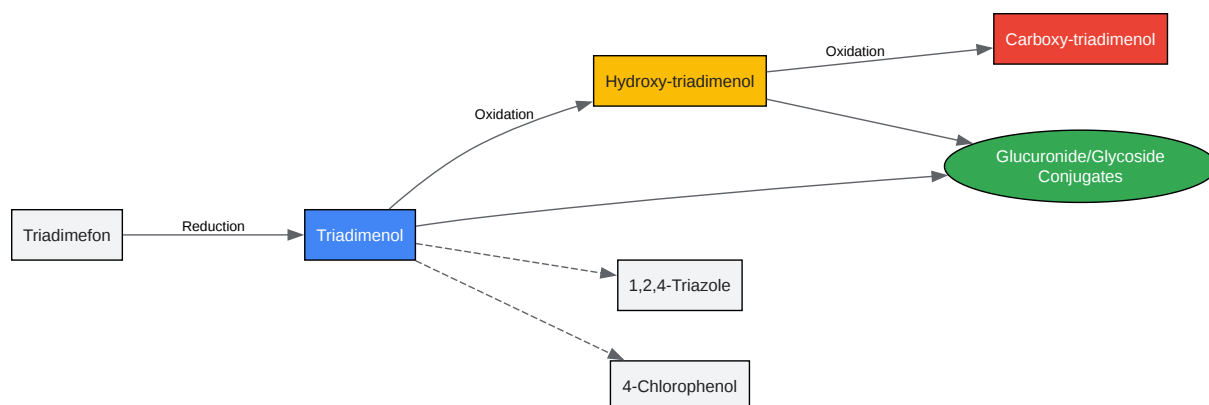 Carboxy-triadimenol
Oxidation
Hydroxy-triadimenol
Oxidation
Glucuronide/Glycoside
Conjugates
Triadimefon
Reduction
Triadimenol
1,2,4-Triazole
4-Chlorophenol